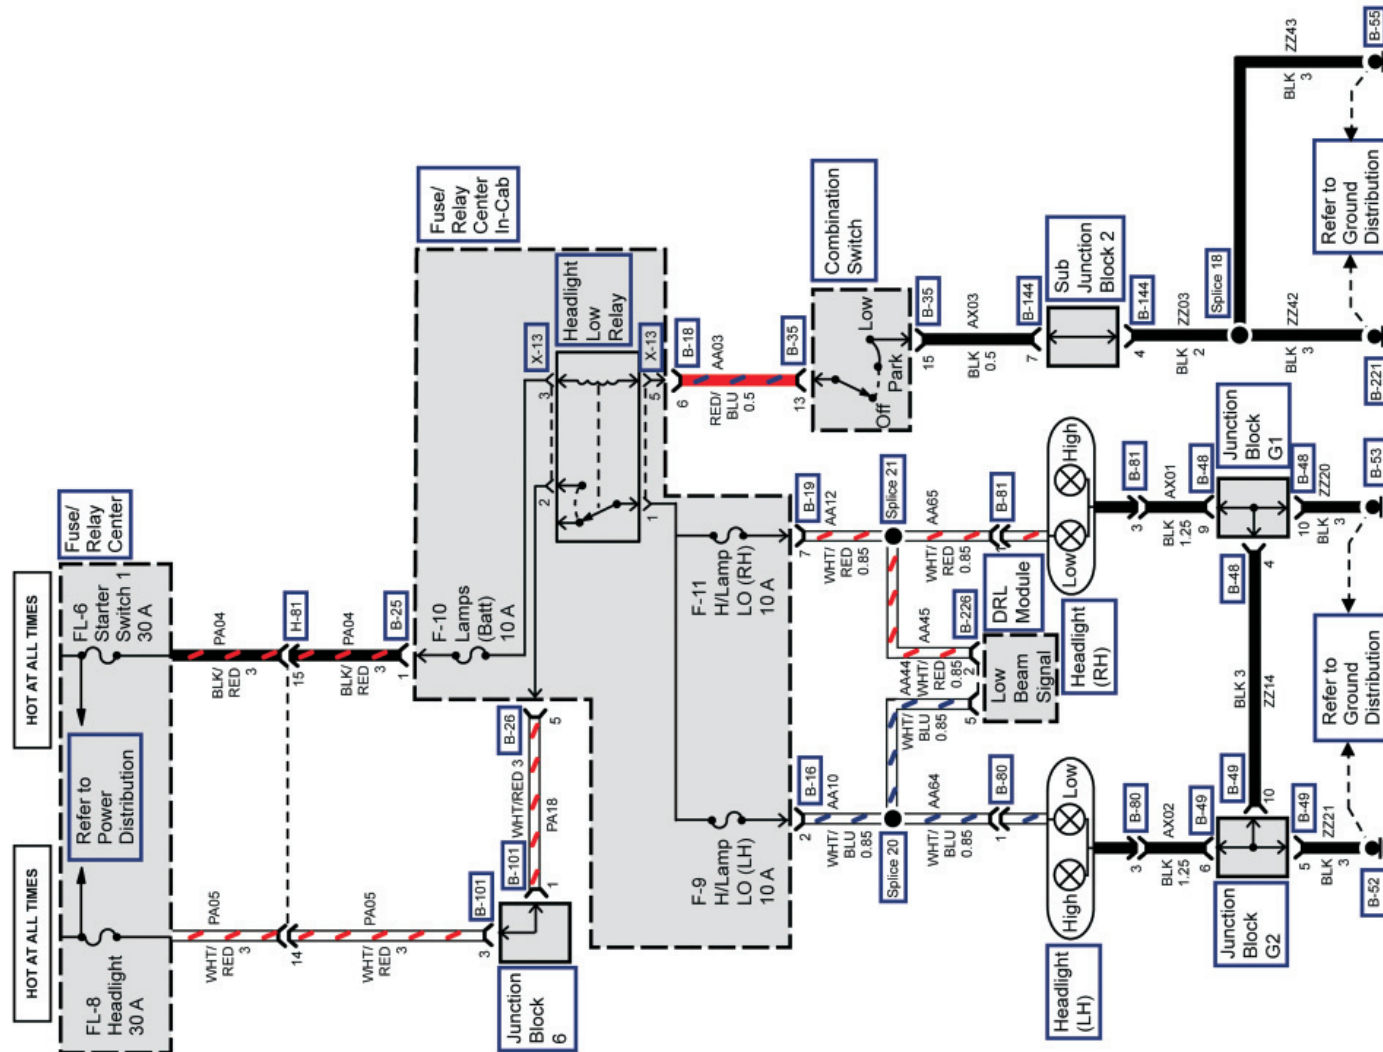 HOT AT ALL TIMES
HOT AT ALL TIMES
FL-8
Headlight
30 A
Refer to
Power
Distribution
FL-6
Starter
Switch 1
30 A
Fuse/
Relay
Center
WHT/
RED
3
PA05
BLK/
RED
3
PA04
14
15
H-81
WHT/
RED
3
PA05
BLK/
RED
3
PA04
3
B-101
1
B-25
Junction
Block
6
B-101
1
WHT/RED 3
PA18
B-26
5
F-10
Lamps
(Batt)
10 A
Fuse/
Relay
Center
In-Cab
2
3
X-13
Headlight
Low
Relay
1
5
X-13
F-9
H/Lamp
LO (LH)
10 A
F-11
H/Lamp
LO (RH)
10 A
6
B-18
RED/
BLU
0.5
AA03
13
B-35
Combination
Switch
Off
Park
Low
2
B-16
7
B-19
WHT/
BLU
0.85
AA10
WHT/
RED
0.85
AA12
Splice 20
Splice 21
WHT/
BLU
0.85
AA44
WHT/
RED
0.85
AA45
WHT/
BLU
0.85
AA64
WHT/
RED
0.85
AA65
5
2
B-226
1
B-80
1
B-81
Low
Beam
Signal
DRL
Module
Headlight
(LH)
High
Low
Headlight
(RH)
Low
High
15
B-35
BLK
0.5
AX03
7
B-144
Sub
Junction
Block 2
4
B-144
3
B-80
3
B-81
BLK
1.25
AX02
BLK
1.25
AX01
6
B-49
9
B-48
BLK
2
ZZ03
Splice 18
Junction
Block
G2
10
B-49
BLK 3
ZZ14
4
B-48
Junction
Block
G1
5
B-49
10
B-48
BLK
3
ZZ21
BLK
3
ZZ20
BLK
3
ZZ42
BLK
3
ZZ43
Refer to
Ground
Distribution
Refer to
Ground
Distribution
B-52
B-53
B-221
B-55